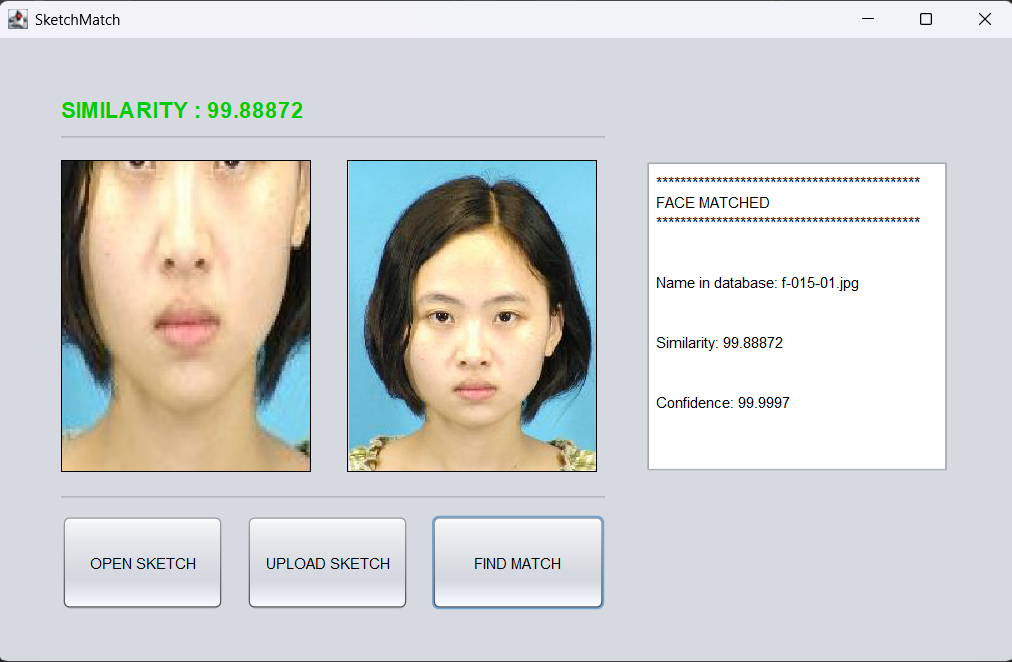 SketchMatch
SIMILARITY : 99.88872
********************************************
FACE MATCHED
********************************************
Name in database: f-015-01.jpg
Similarity: 99.88872
Confidence: 99.9997
OPEN SKETCH
UPLOAD SKETCH
FIND MATCH